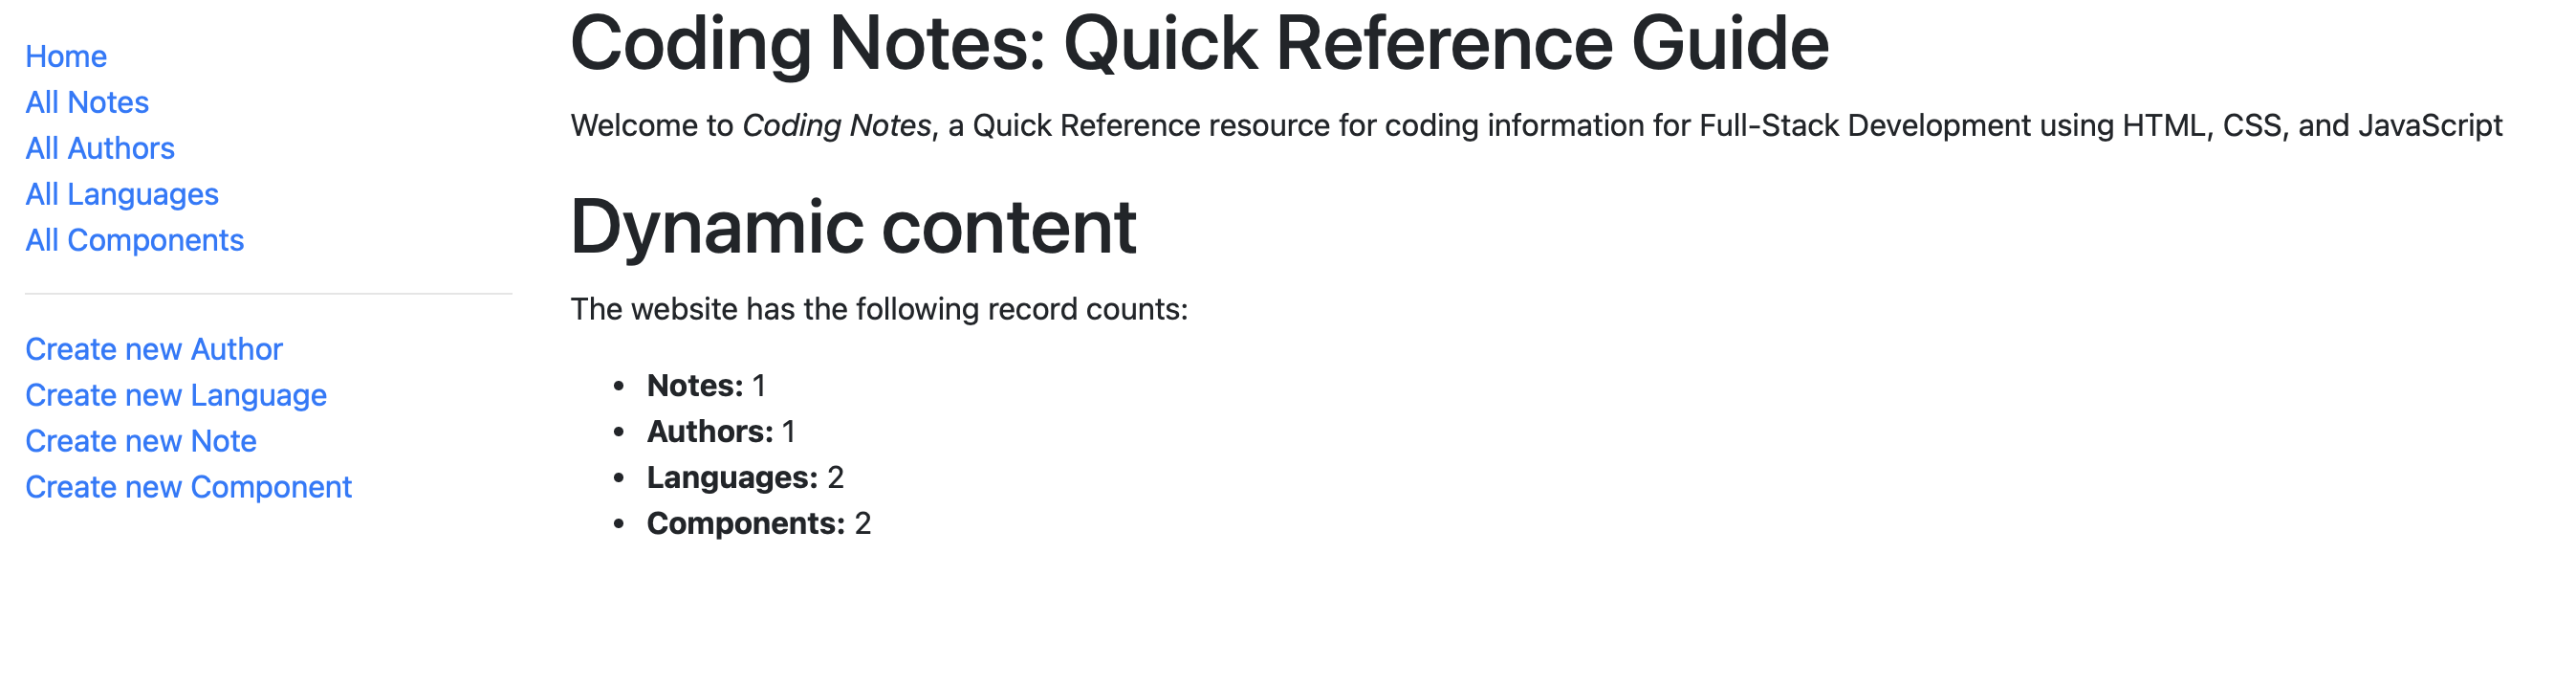 Home
All Notes
All Authors
All Languages
All Components
Create new Author
Create new Language
Create new Note
Create new Component
Coding Notes: Quick Reference Guide
Welcome to Coding Notes, a Quick Reference resource for coding information for Full-Stack Development using HTML, CSS, and JavaScript
Dynamic content
The website has the following record counts:
• Notes: 1
• Authors: 1
• Languages: 2
• Components: 2